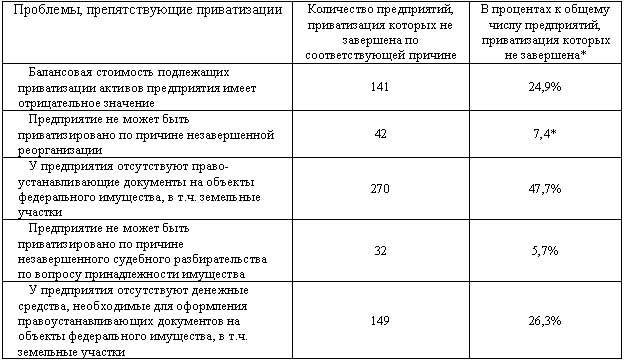 Проблемы, препятствующие приватизации
Количество предприятий,
приватизация которых не
завершена по
соответствующей причине
В процентах к общему
числу предприятий,
приватизация которых
не завершена*
Балансовая стоимость подлежащих
приватизации активов предприятия имеет
отрицательное значение
141
24,9%
Предприятие не может быть
приватизировано по причине незавершенной
реорганизации
42
7,4*
У предприятия отсутствуют право-
устанавливающие документы на объекты
федерального имущества, в т.ч. земельные
участки
270
47,7%
Предприятие не может быть
приватизировано по причине
незавершенного судебного разбирательства
по вопросу принадлежности имущества
32
5,7%
У предприятия отсутствуют денежные
средства, необходимые для оформления
правоустанавливающих документов на
объекты федерального имущества, в т.ч.
земельные участки
149
26,3%